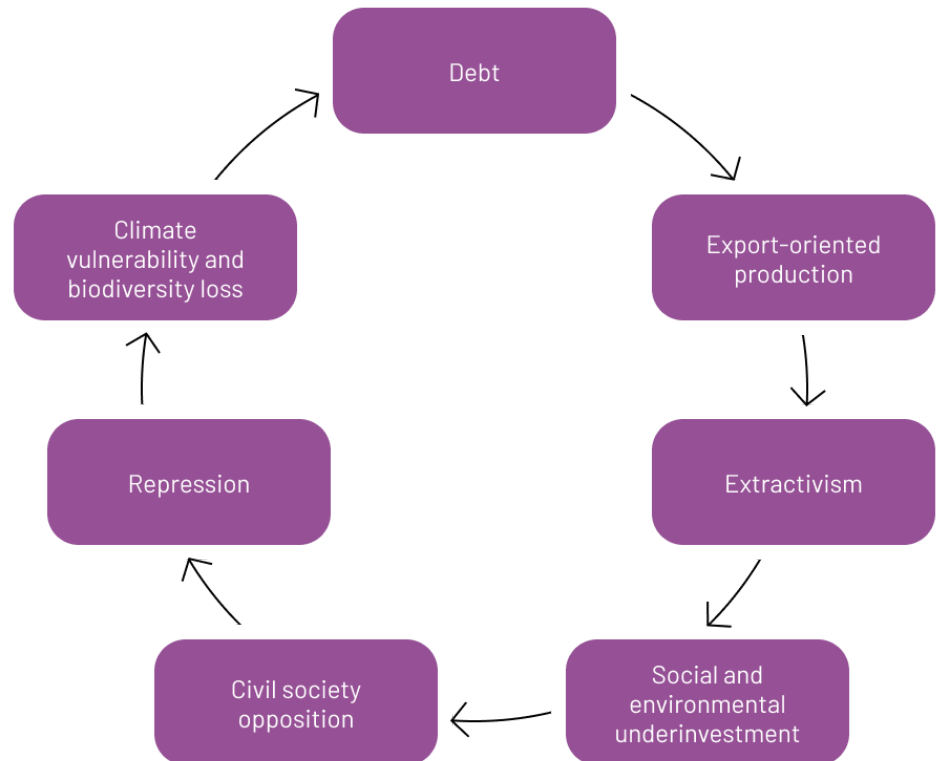 Debt
Export-oriented
production
Extractivism
Social and
environmental
underinvestment
Civil society
opposition
Repression
Climate
vulnerability and
biodiversity loss